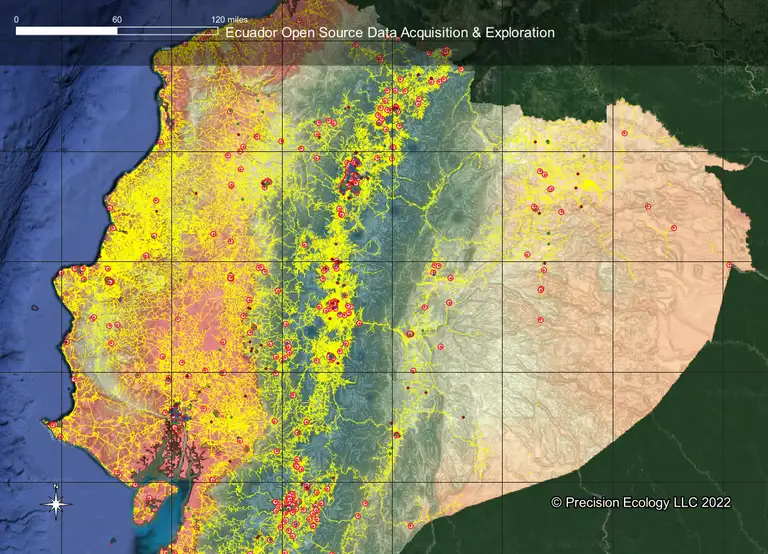 0 60 120 miles
Ecuador Open Source Data Acquisition & Exploration
N
© Precision Ecology LLC 2022